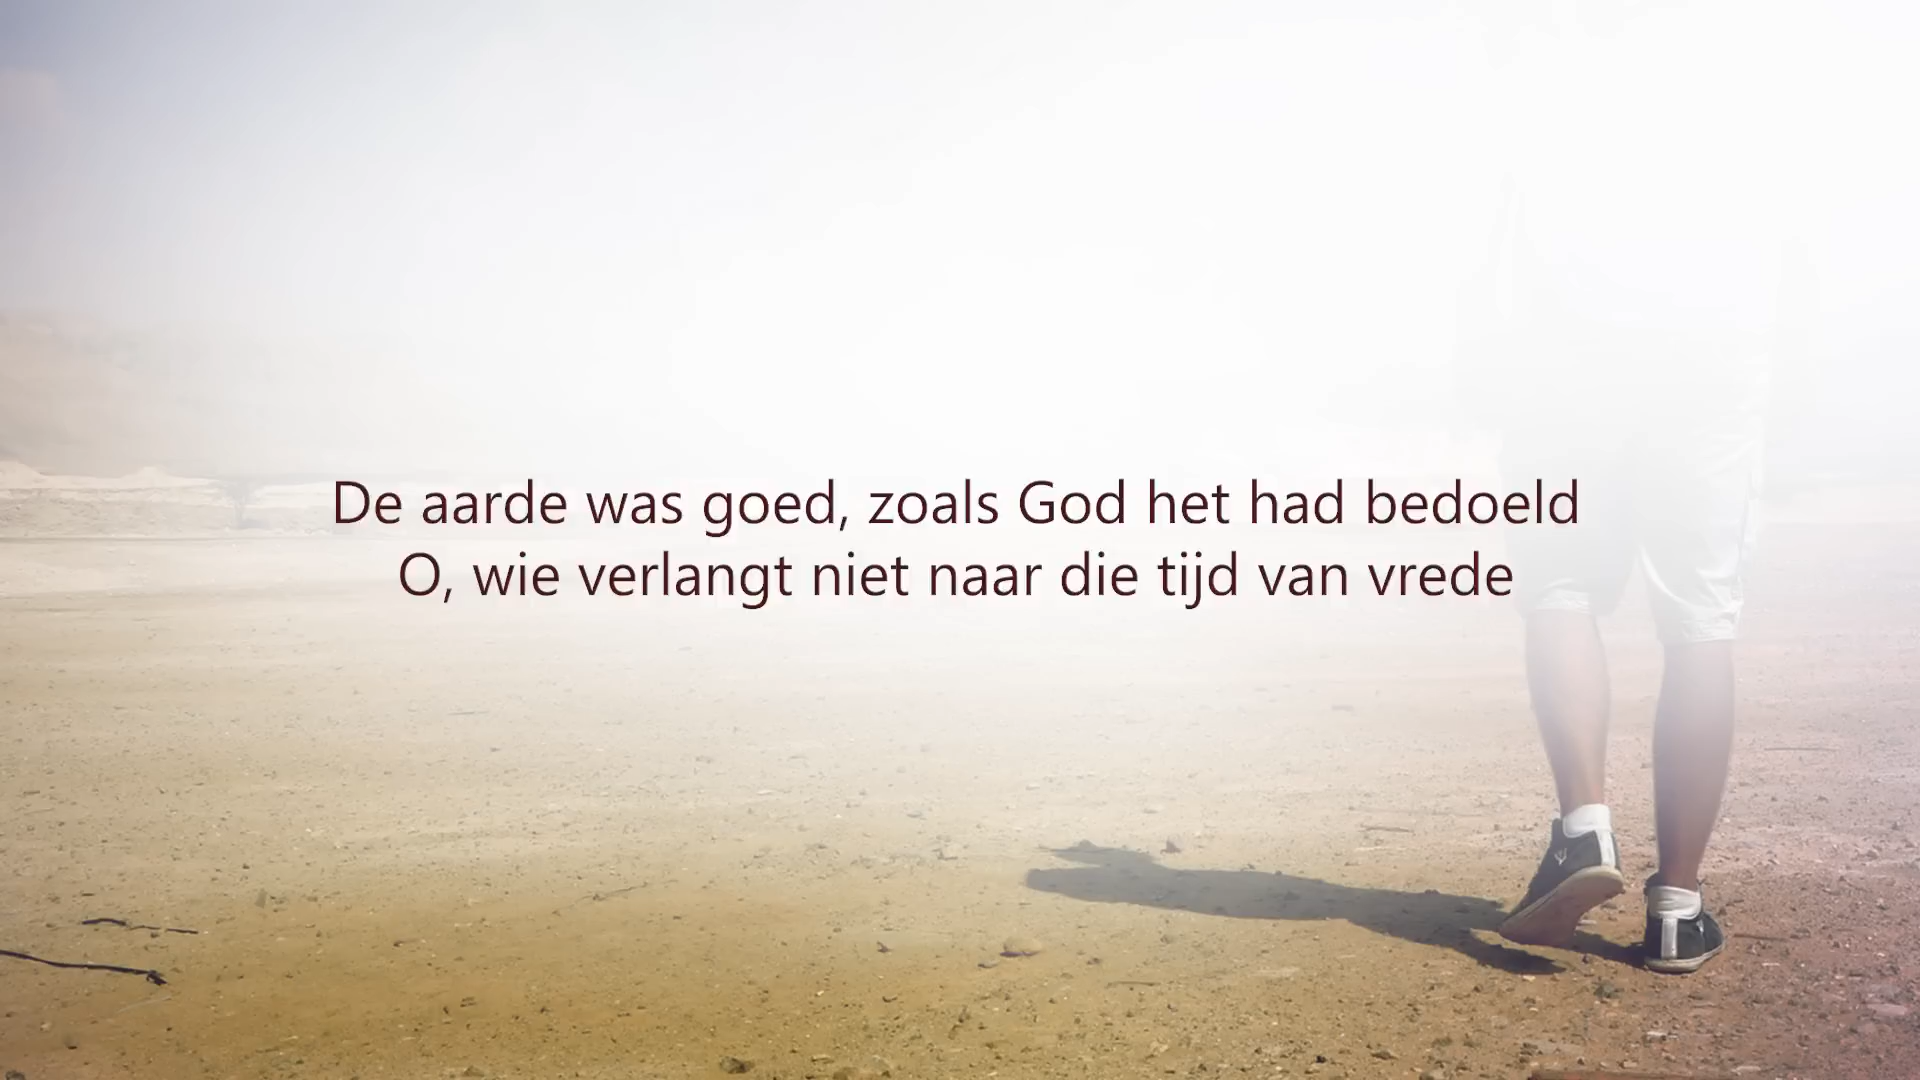 De aarde was goed, zoals God het had bedoeld
O, wie verlangt niet naar die tijd van vrede